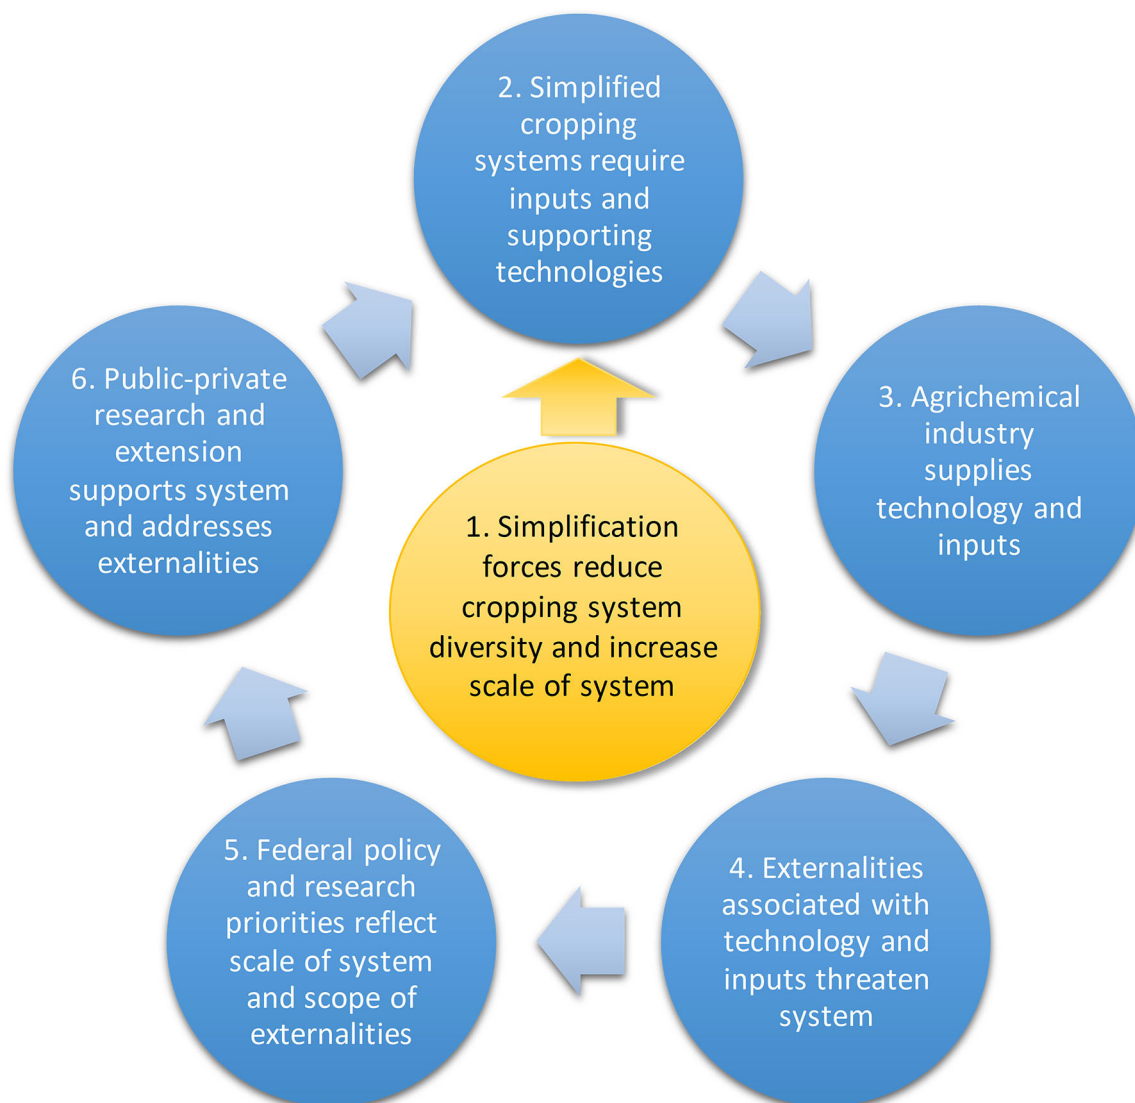 1. Simplification
forces reduce
cropping system
diversity and increase
scale of system
2. Simplified
cropping
systems require
inputs and
supporting
technologies
3. Agrichemical
industry
supplies
technology and
inputs
4. Externalities
associated with
technology and
inputs threaten
system
5. Federal policy
and research
priorities reflect
scale of system
and scope of
externalities
6. Public-private
research and
extension
supports system
and addresses
externalities